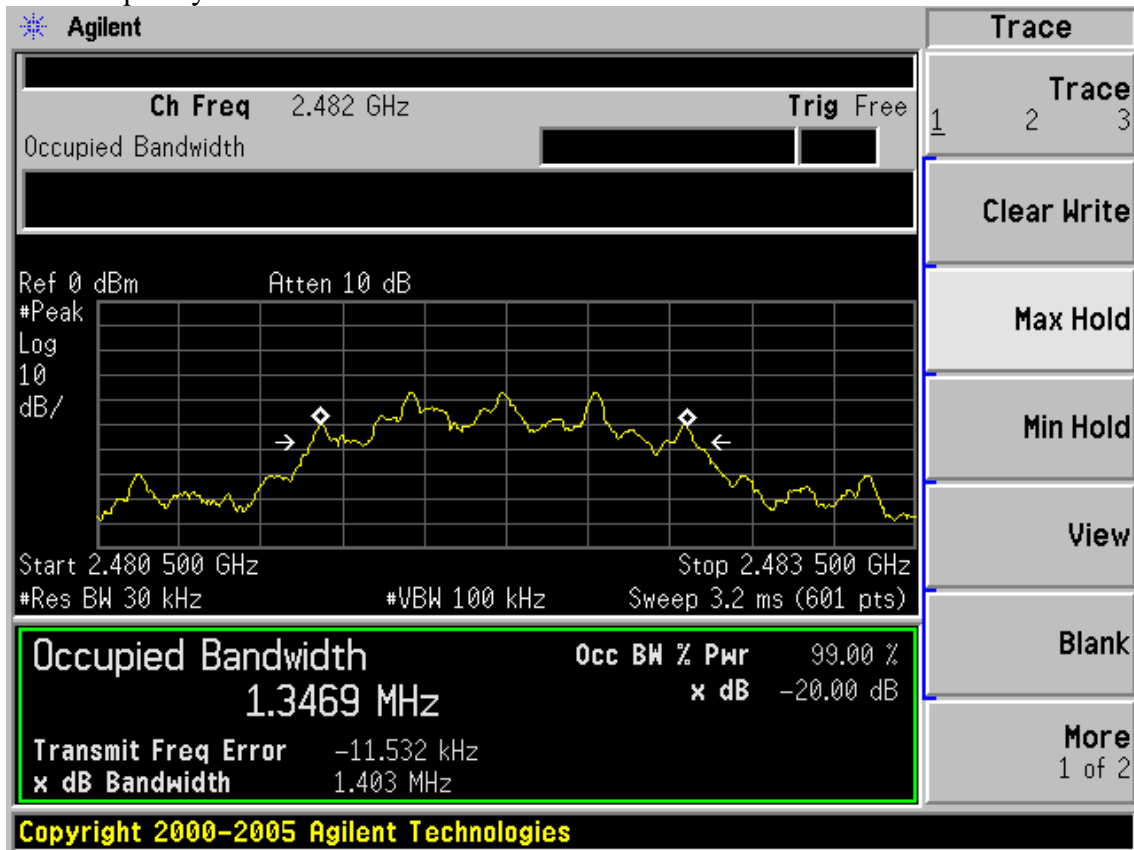 Agilent
Trace
Ch Freq 2.482 GHz Trig Free
Occupied Bandwidth
Trace
1 2 3
Clear Write
Max Hold
Min Hold
View
Blank
More
1 of 2
Ref 0 dBm Atten 10 dB
#Peak
Log
10
dB/
Start 2.480 500 GHz Stop 2.483 500 GHz
#Res BW 30 kHz #VBW 100 kHz Sweep 3.2 ms (601 pts)
Occupied Bandwidth Occ BW % Pwr 99.00 %
1.3469 MHz x dB -20.00 dB
Transmit Freq Error -11.532 kHz
x dB Bandwidth 1.403 MHz
Copyright 2000-2005 Agilent Technologies